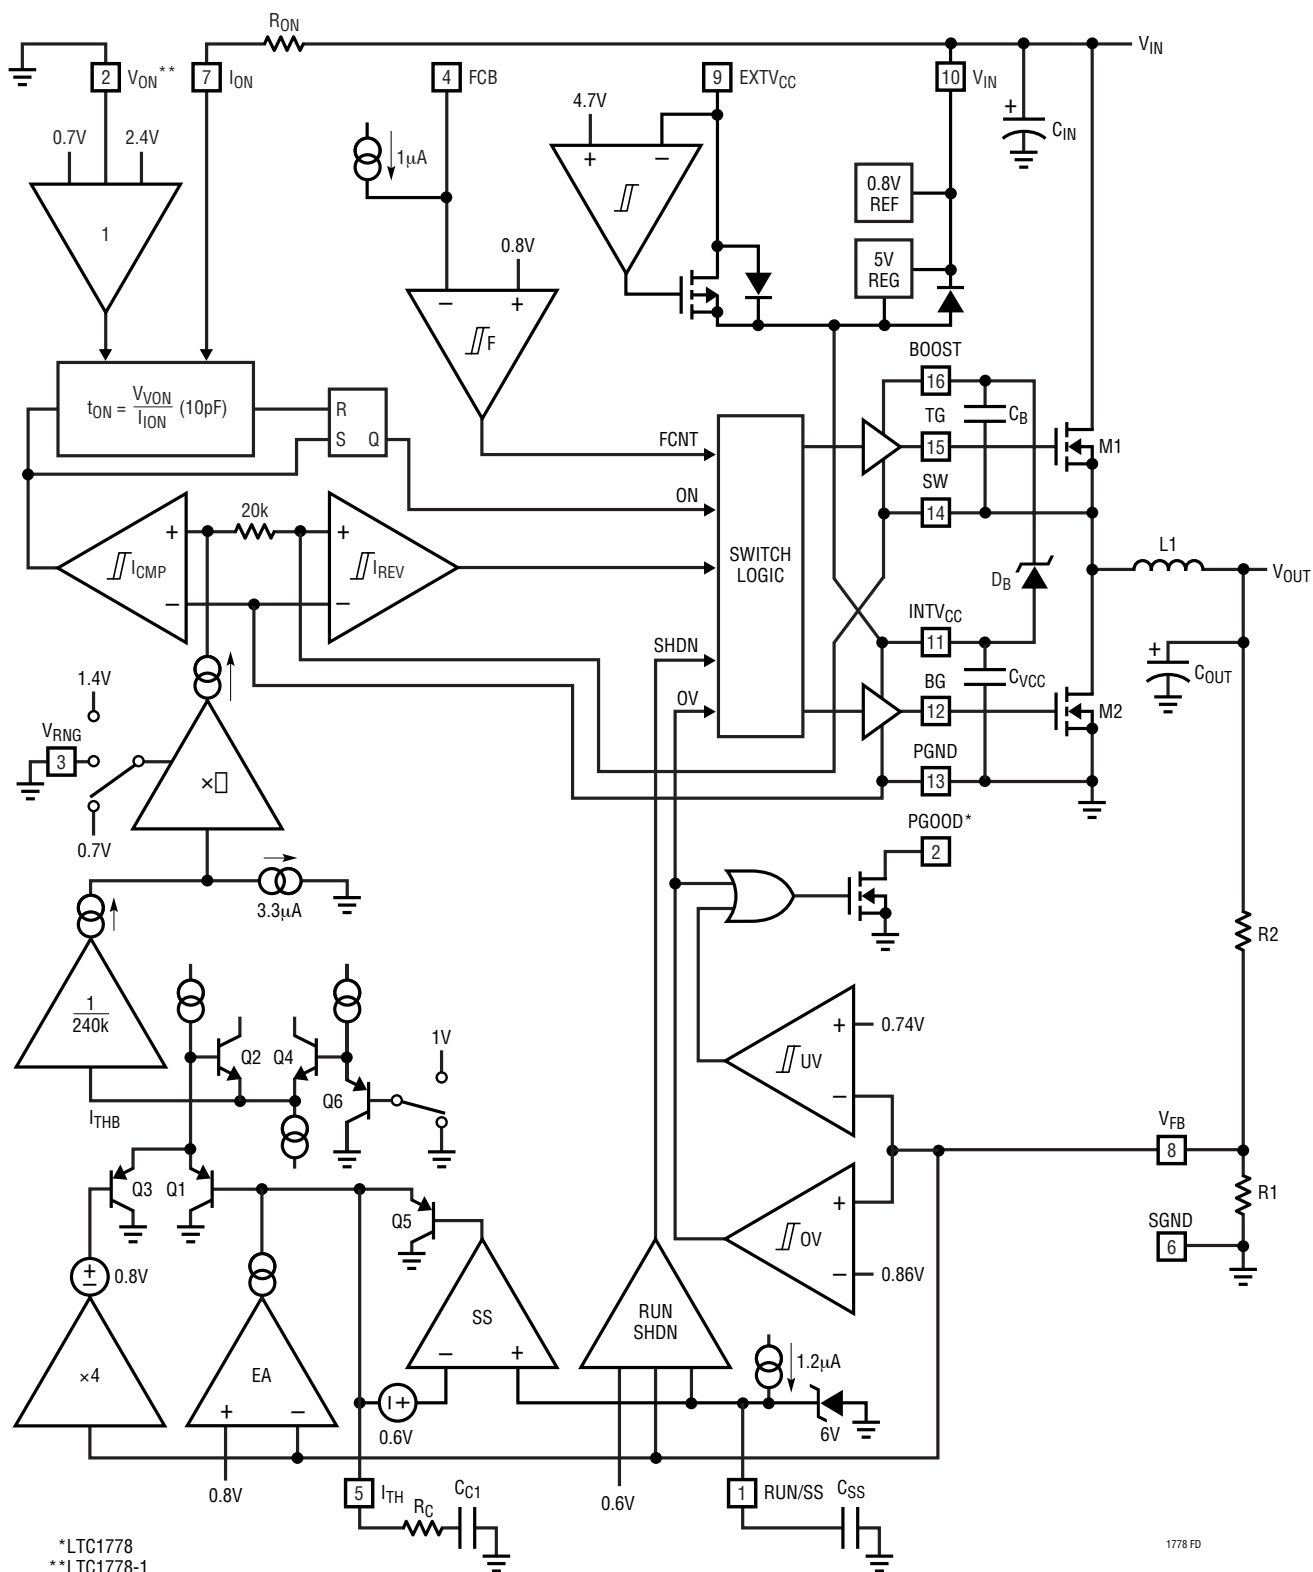 R_ON
V_IN
2 V_ON**
7 I_ON
4 FCB
9 EXTV_CC
10 V_IN
+
C_IN
0.7V 2.4V
1µA
4.7V
+ −
0.8V
REF
1
0.8V
5V
REG
− +
F
BOOST
16
t_ON = V_VON / I_ION (10pF)
R
S Q
C_B
TG
15
M1
FCNT
ON
SW
14
20k
+ +
I_CMP
I_REV
− −
SWITCH
LOGIC
L1
V_OUT
D_B
INTV_CC
11
SHDN
+
C_OUT
1.4V
C_VCC
OV
BG
12
M2
V_RNG
3
×
PGND
13
0.7V
PGOOD*
2
3.3µA
R2
1
240k
1V
+ 0.74V
UV
−
Q2 Q4
Q6
I_THB
V_FB
8
Q3 Q1
Q5
+
OV
− 0.86V
R1
SGND
6
+
−
0.8V
SS
− +
RUN
SHDN
×4
EA
+ −
1.2µA
+
0.6V
6V
0.8V
5 I_TH
R_C
C_C1
0.6V
1 RUN/SS
C_SS
*LTC1778
**LTC1778-1
1778 FD